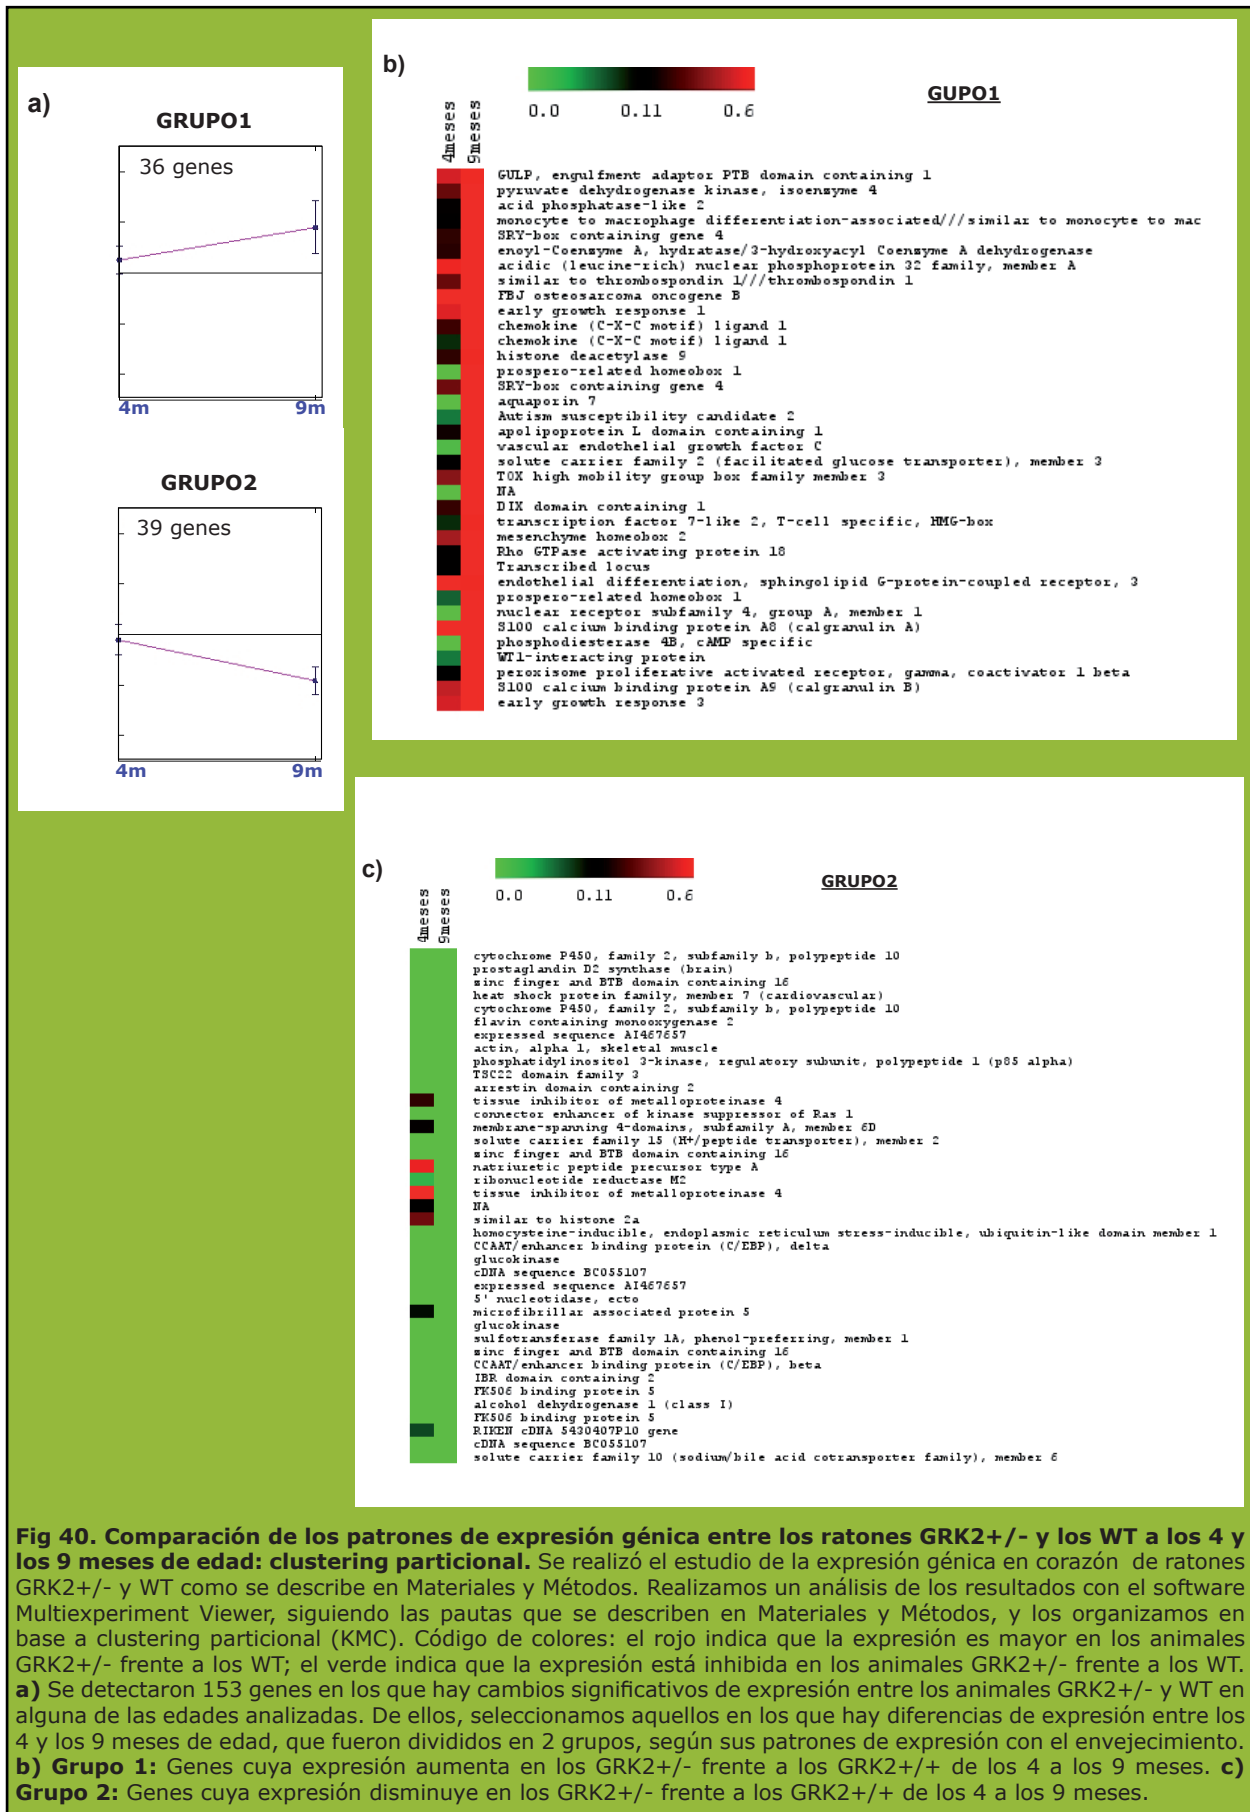 a)
GRUPO1
36 genes
4m 9m
GRUPO2
39 genes
4m 9m
b)
0.0 0.11 0.6
GUPO1
4meses
9meses
GULP, engulfment adaptor PTB domain containing 1
pyruvate dehydrogenase kinase, isoenzyme 4
acid phosphatase-like 2
monocyte to macrophage differentiation-associated///similar to monocyte to mac
SRY-box containing gene 4
enoyl-Coenzyme A, hydratase/3-hydroxyacyl Coenzyme A dehydrogenase
acidic (leucine-rich) nuclear phosphoprotein 32 family, member A
similar to thrombospondin 1///thrombospondin 1
FBJ osteosarcoma oncogene B
early growth response 1
chemokine (C-X-C motif) ligand 1
chemokine (C-X-C motif) ligand 1
histone deacetylase 9
prospero-related homeobox 1
SRY-box containing gene 4
aquaporin 7
Autism susceptibility candidate 2
apolipoprotein L domain containing 1
vascular endothelial growth factor C
solute carrier family 2 (facilitated glucose transporter), member 3
TOX high mobility group box family member 3
NA
DIX domain containing 1
transcription factor 7-like 2, T-cell specific, HMG-box
mesenchyme homeobox 2
Rho GTPase activating protein 18
Transcribed locus
endothelial differentiation, sphingolipid G-protein-coupled receptor, 3
prospero-related homeobox 1
nuclear receptor subfamily 4, group A, member 1
S100 calcium binding protein A8 (calgranulin A)
phosphodiesterase 4B, cAMP specific
WT1-interacting protein
peroxisome proliferative activated receptor, gamma, coactivator 1 beta
S100 calcium binding protein A9 (calgranulin B)
early growth response 3
c)
0.0 0.11 0.6
GRUPO2
4meses
9meses
cytochrome P450, family 2, subfamily b, polypeptide 10
prostaglandin D2 synthase (brain)
zinc finger and BTB domain containing 16
heat shock protein family, member 7 (cardiovascular)
cytochrome P450, family 2, subfamily b, polypeptide 10
flavin containing monooxygenase 2
expressed sequence AI467657
actin, alpha 1, skeletal muscle
phosphatidylinositol 3-kinase, regulatory subunit, polypeptide 1 (p85 alpha)
TSC22 domain family 3
arrestin domain containing 2
tissue inhibitor of metalloproteinase 4
connector enhancer of kinase suppressor of Ras 1
membrane-spanning 4-domains, subfamily A, member 6D
solute carrier family 15 (H+/peptide transporter), member 2
zinc finger and BTB domain containing 16
natriuretic peptide precursor type A
ribonucleotide reductase M2
tissue inhibitor of metalloproteinase 4
NA
similar to histone 2a
homocysteine-inducible, endoplasmic reticulum stress-inducible, ubiquitin-like domain member 1
CCAAT/enhancer binding protein (C/EBP), delta
glucokinase
cDNA sequence BC055107
expressed sequence AI467657
5' nucleotidase, ecto
microfibrillar associated protein 5
glucokinase
sulfotransferase family 1A, phenol-preferring, member 1
zinc finger and BTB domain containing 16
CCAAT/enhancer binding protein (C/EBP), beta
IBR domain containing 2
FK506 binding protein 5
alcohol dehydrogenase 1 (class I)
FK506 binding protein 5
RIKEN cDNA 5430407P10 gene
cDNA sequence BC055107
solute carrier family 10 (sodium/bile acid cotransporter family), member 6
Fig 40. Comparación de los patrones de expresión génica entre los ratones GRK2+/- y los WT a los 4 y
los 9 meses de edad: clustering particional. Se realizó el estudio de la expresión génica en corazón de ratones
GRK2+/- y WT como se describe en Materiales y Métodos. Realizamos un análisis de los resultados con el software
Multiexperiment Viewer, siguiendo las pautas que se describen en Materiales y Métodos, y los organizamos en
base a clustering particional (KMC). Código de colores: el rojo indica que la expresión es mayor en los animales
GRK2+/- frente a los WT; el verde indica que la expresión está inhibida en los animales GRK2+/- frente a los WT.
a) Se detectaron 153 genes en los que hay cambios significativos de expresión entre los animales GRK2+/- y WT en
alguna de las edades analizadas. De ellos, seleccionamos aquellos en los que hay diferencias de expresión entre los
4 y los 9 meses de edad, que fueron divididos en 2 grupos, según sus patrones de expresión con el envejecimiento.
b) Grupo 1: Genes cuya expresión aumenta en los GRK2+/- frente a los GRK2+/+ de los 4 a los 9 meses. c)
Grupo 2: Genes cuya expresión disminuye en los GRK2+/- frente a los GRK2+/+ de los 4 a los 9 meses.